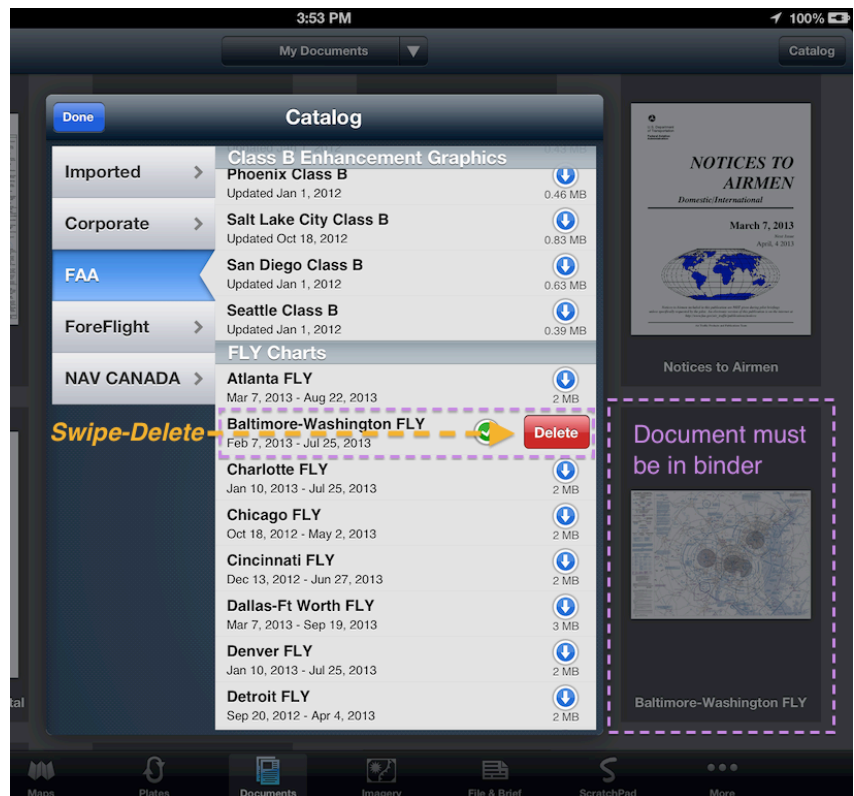 3:53 PM
100%
My Documents
Catalog
Done
Catalog
Imported
Corporate
FAA
ForeFlight
NAV CANADA
Class B Enhancement Graphics
Phoenix Class B
Updated Jan 1, 2012
0.46 MB
Salt Lake City Class B
Updated Oct 18, 2012
0.83 MB
San Diego Class B
Updated Jan 1, 2012
0.63 MB
Seattle Class B
Updated Jan 1, 2012
0.39 MB
FLY Charts
Atlanta FLY
Mar 7, 2013 - Aug 22, 2013
2 MB
Swipe-Delete
Baltimore-Washington FLY
Feb 7, 2013 - Jul 25, 2013
Delete
Charlotte FLY
Jan 10, 2013 - Jul 25, 2013
2 MB
Chicago FLY
Oct 18, 2012 - May 2, 2013
2 MB
Cincinnati FLY
Dec 13, 2012 - Jun 27, 2013
2 MB
Dallas-Ft Worth FLY
Mar 7, 2013 - Sep 19, 2013
3 MB
Denver FLY
Jan 10, 2013 - Jul 25, 2013
2 MB
Detroit FLY
Sep 20, 2012 - Apr 4, 2013
2 MB
NOTICES TO
AIRMEN
Domestic/International
March 7, 2013
Next Issue
April, 4 2013
Notices to Airmen
Document must
be in binder
Baltimore-Washington FLY
tal
Maps
Plates
Documents
Imagery
File & Brief
ScratchPad
More